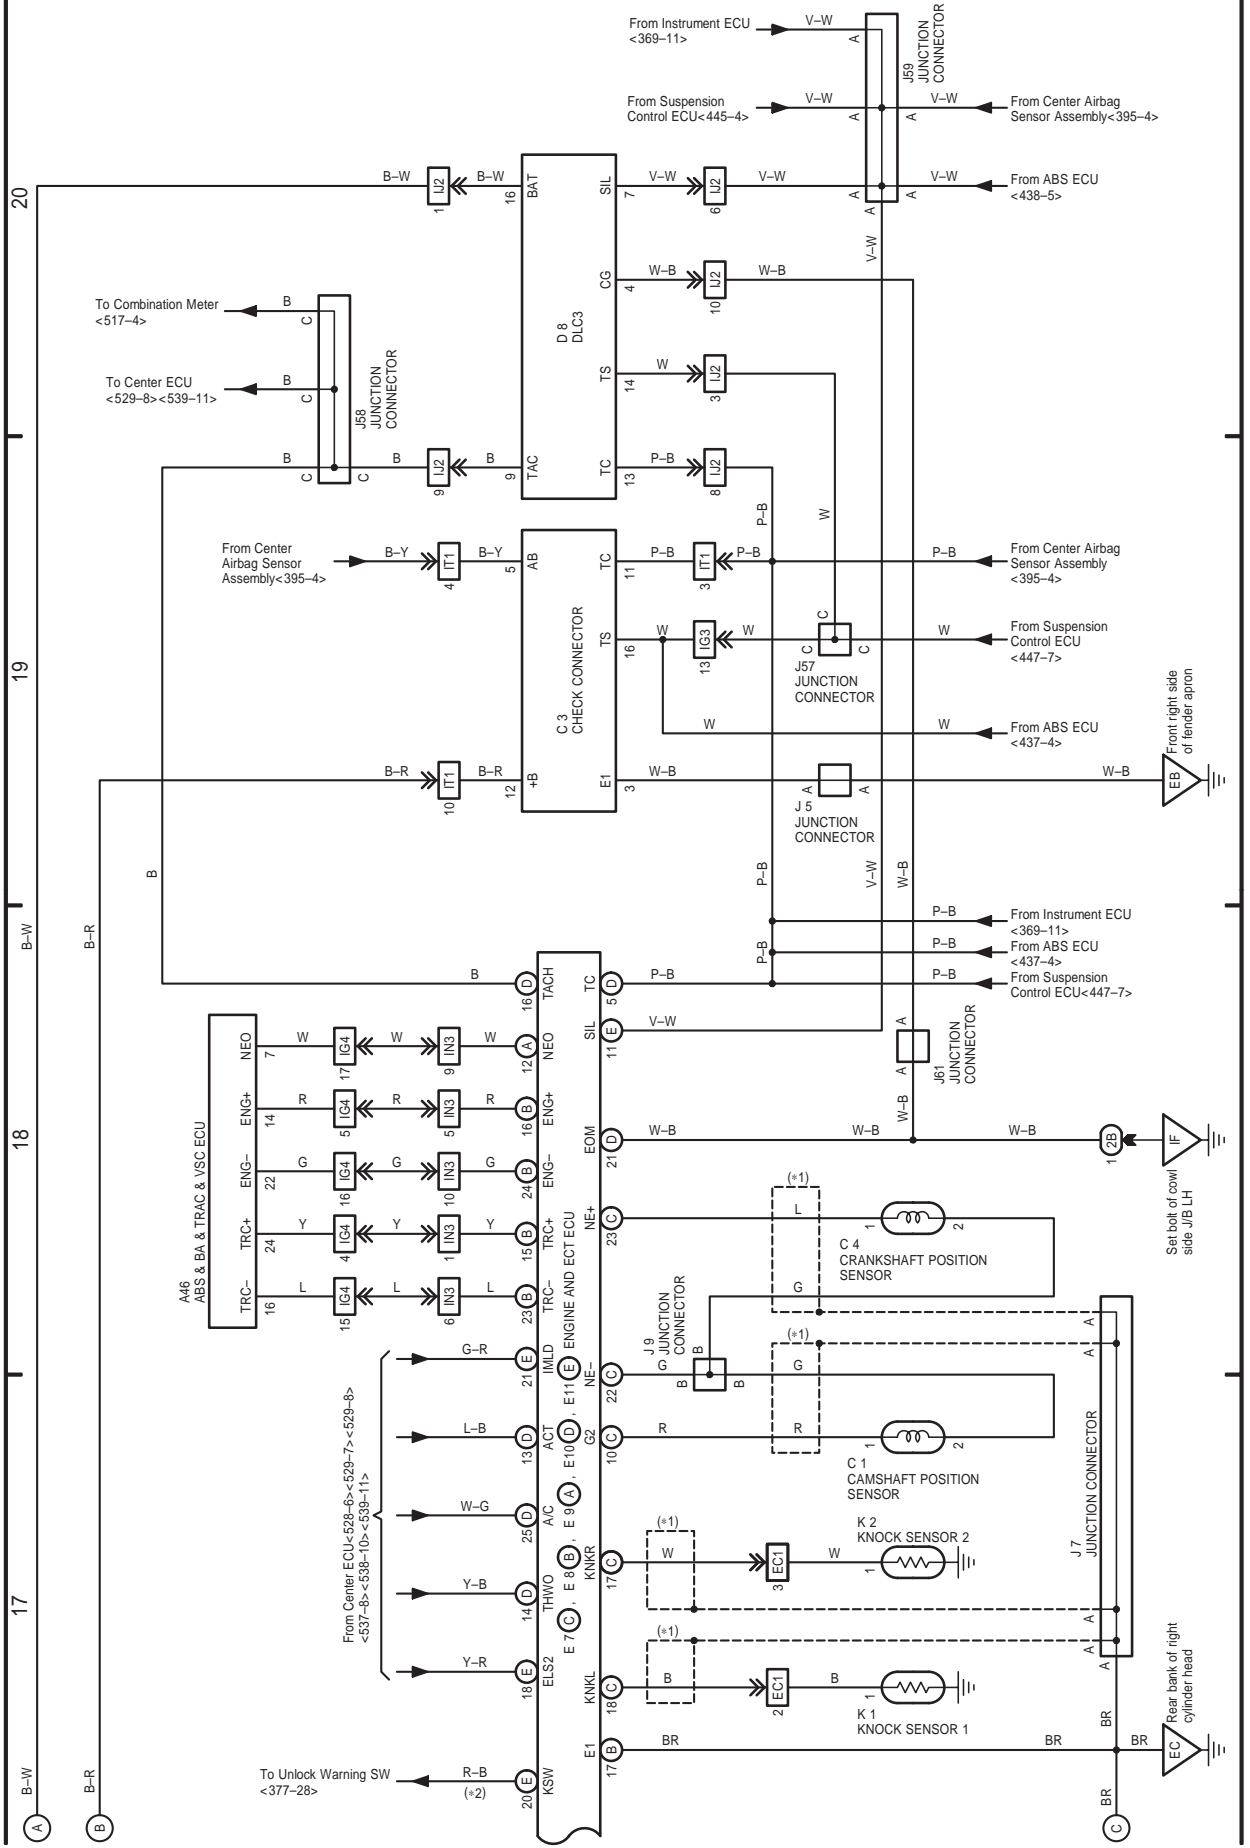 From Instrument ECU
<369–11>
V–W
A
J59
JUNCTION
CONNECTOR
From Suspension
Control ECU<445–4>
V–W
A
A
V–W
From Center Airbag
Sensor Assembly<395–4>
20
B–W
IJ2
1
B–W
16
BAT
SIL
7
V–W
IJ2
6
V–W
A
A
A
V–W
From ABS ECU
<438–5>
V–W
CG
4
W–B
IJ2
10
W–B
To Combination Meter
<517–4>
B
C
D 8
DLC3
To Center ECU
<529–8><539–11>
B
C
J58
JUNCTION
CONNECTOR
TS
14
W
IJ2
3
B
C
C
B
IJ2
9
B
9
TAC
TC
13
P–B
IJ2
8
P–B
W
From Center
Airbag Sensor
Assembly<395–4>
B–Y
IT1
4
B–Y
5
AB
TC
11
P–B
IT1
3
P–B
P–B
From Center Airbag
Sensor Assembly
<395–4>
19
C 3
CHECK CONNECTOR
TS
16
W
IG3
13
W
C
C
C
J57
JUNCTION
CONNECTOR
W
From Suspension
Control ECU
<447–7>
W
W
From ABS ECU
<437–4>
B–R
IT1
10
B–R
12
+B
E1
3
W–B
A
A
J 5
JUNCTION
CONNECTOR
W–B
EB
Front right side
of fender apron
B
P–B
V–W
W–B
B–W
B–R
P–B
From Instrument ECU
<369–11>
P–B
P–B
From ABS ECU
<437–4>
B
16
D
TACH
TC
D
5
P–B
P–B
From Suspension
Control ECU<447–7>
A46
ABS & BA & TRAC & VSC ECU
NEO
7
W
IG4
17
W
IN3
9
W
12
A
NEO
SIL
E
11
V–W
A
A
J61
JUNCTION
CONNECTOR
18
ENG+
14
R
IG4
5
R
IN3
5
R
16
B
ENG+
EOM
D
21
W–B
W–B
W–B
W–B
2B
1
IF
Set bolt of cowl
side J/B LH
ENG–
22
G
IG4
16
G
IN3
10
G
24
B
ENG–
TRC+
24
Y
IG4
4
Y
IN3
1
Y
15
B
TRC+
NE+
C
23
(∗1)
L
1
2
C 4
CRANKSHAFT POSITION
SENSOR
TRC–
16
L
IG4
15
L
IN3
6
L
23
B
TRC–
G
A
J 9
JUNCTION
CONNECTOR
(∗1)
A
From Center ECU<528–6><529–7><529–8>
<537–8><538–10><539–11>
G–R
21
E
IMLD
NE–
C
22
G
B
B
B
G
L–B
13
D
ACT
G2
C
10
R
R
1
2
C 1
CAMSHAFT POSITION
SENSOR
E 7 C , E 8 B , E 9 A , E10 D , E11 E ENGINE AND ECT ECU
W–G
25
D
A/C
J 7
JUNCTION CONNECTOR
17
Y–B
14
D
THWO
KNKR
C
17
(∗1)
W
EC1
3
W
1
K 2
KNOCK SENSOR 2
A
Y–R
18
E
ELS2
KNKL
C
18
(∗1)
B
EC1
2
B
1
K 1
KNOCK SENSOR 1
A
A
E1
B
17
BR
BR
BR
BR
EC
Rear bank of right
cylinder head
To Unlock Warning SW
<377–28>
R–B
(∗2)
20
E
KSW
B–W
A
B–R
B
BR
C